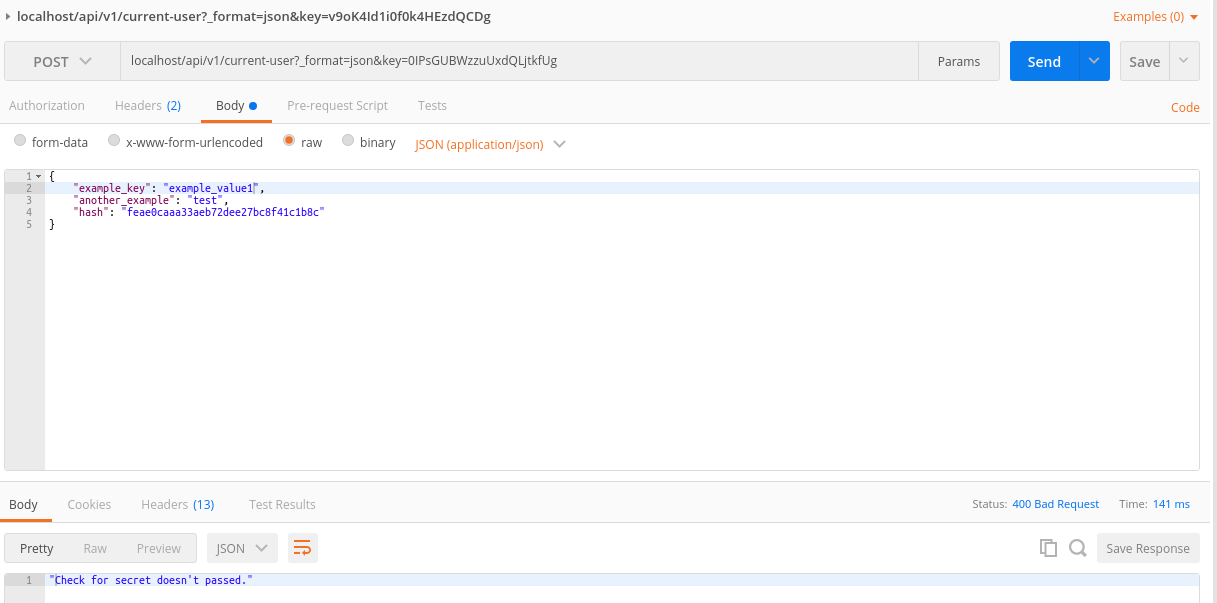 localhost/api/v1/current-user?_format=json&key=v9oK4Id1i0f0k4HEzdQCDg
Examples (0)
POST
localhost/api/v1/current-user?_format=json&key=0IPsGUBWzzuUxdQLjtkfUg
Params
Send
Save
Authorization
Headers (2)
Body
Pre-request Script
Tests
Code
form-data
x-www-form-urlencoded
raw
binary
JSON (application/json)
1 {
2 "example_key": "example_value1",
3 "another_example": "test",
4 "hash": "feae0caaa33aeb72dee27bc8f41c1b8c"
5 }
Body
Cookies
Headers (13)
Test Results
Status: 400 Bad Request
Time: 141 ms
Pretty
Raw
Preview
JSON
Save Response
1 "Check for secret doesn't passed."